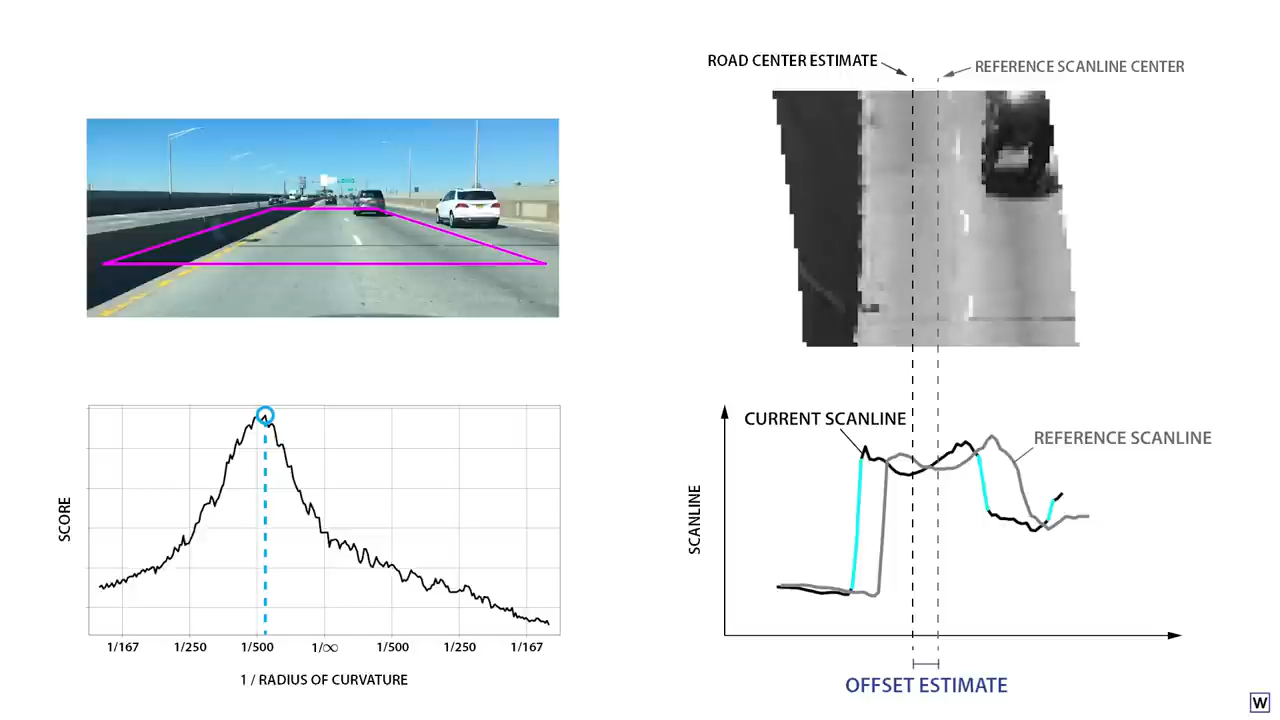 ROAD CENTER ESTIMATE
REFERENCE SCANLINE CENTER
SCORE
1/167 1/250 1/500 1/∞ 1/500 1/250 1/167
1 / RADIUS OF CURVATURE
CURRENT SCANLINE
REFERENCE SCANLINE
SCANLINE
OFFSET ESTIMATE
W